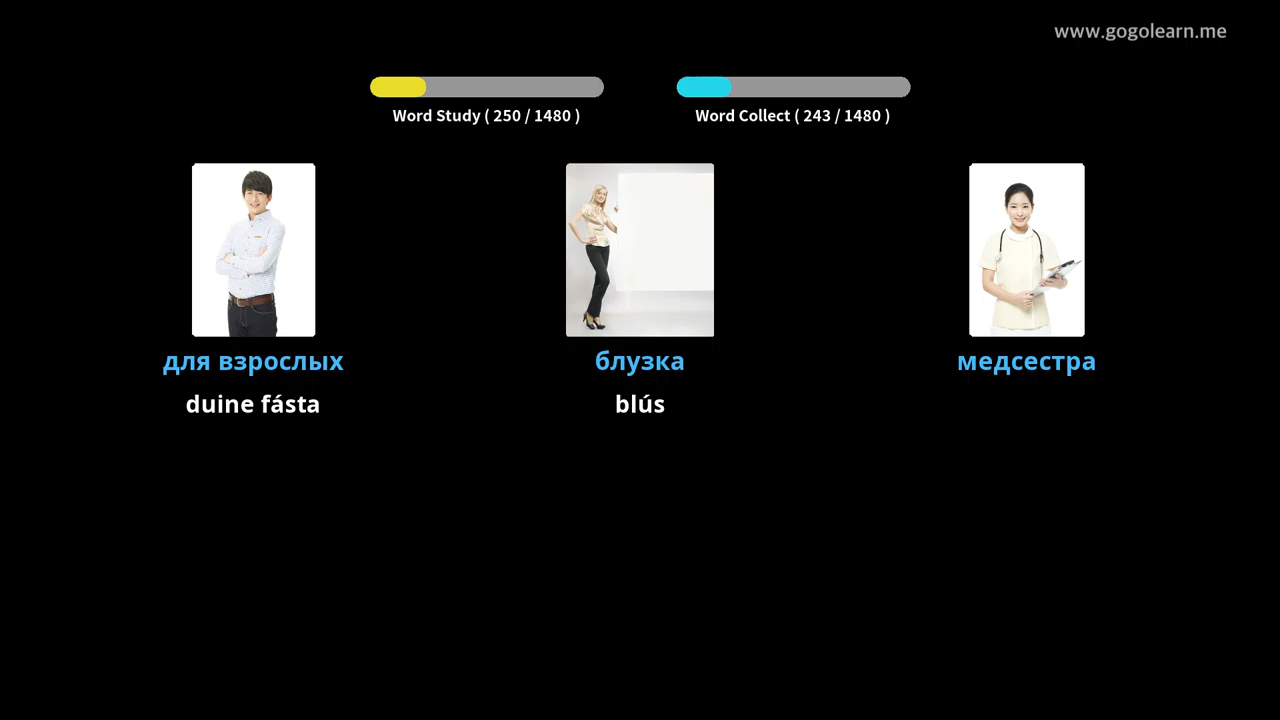 www.gogolearn.me
Word Study ( 250 / 1480 )
Word Collect ( 243 / 1480 )
для взрослых
блузка
медсестра
duine fásta
blús